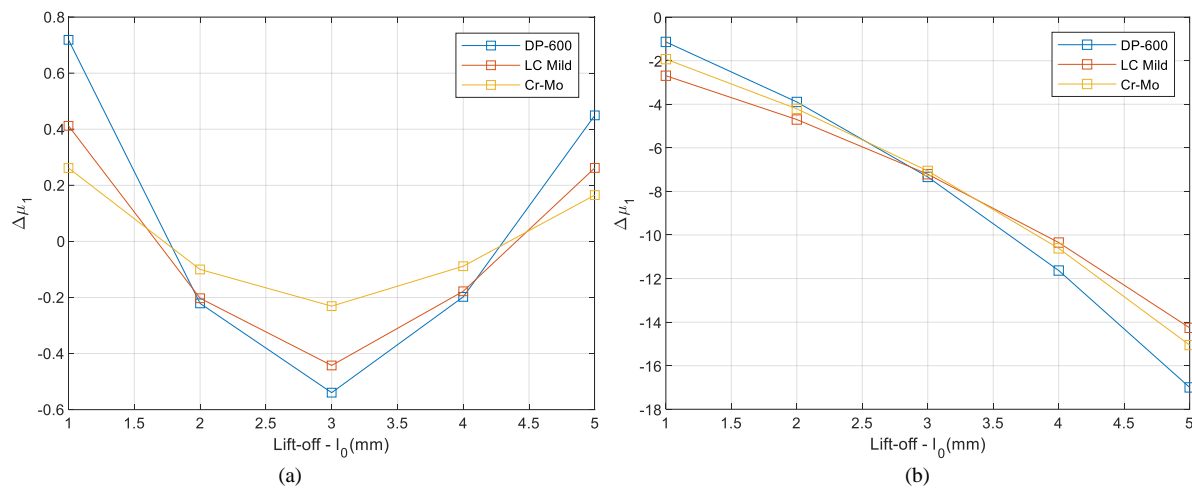 0.8
0.6
0.4
0.2
0
-0.2
-0.4
-0.6
Δμ1
1 1.5 2 2.5 3 3.5 4 4.5 5
Lift-off - l0(mm)
DP-600
LC Mild
Cr-Mo
(a)
0
-2
-4
-6
-8
-10
-12
-14
-16
-18
Δμ1
1 1.5 2 2.5 3 3.5 4 4.5 5
Lift-off - l0(mm)
DP-600
LC Mild
Cr-Mo
(b)